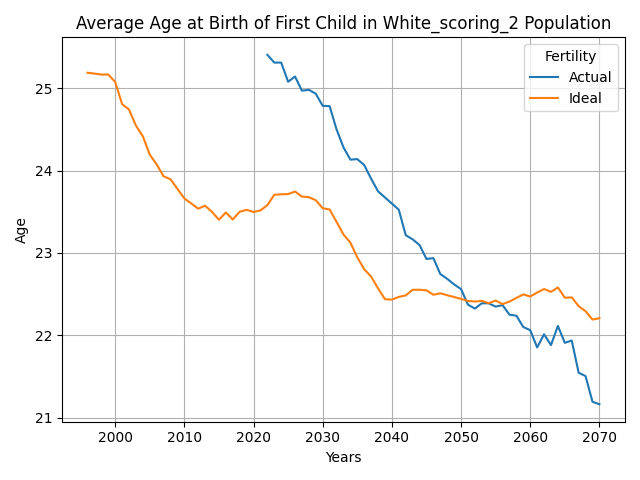 Average Age at Birth of First Child in White_scoring_2 Population
Fertility
Actual
Ideal
Age
25
24
23
22
21
2000
2010
2020
2030
2040
2050
2060
2070
Years